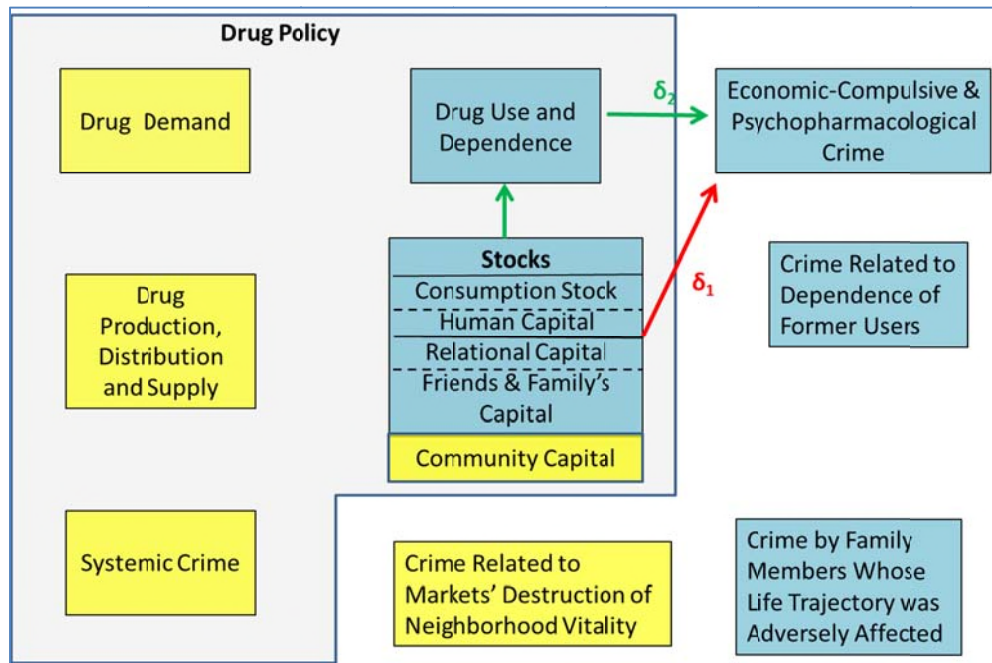 Drug Policy
Drug Demand
Drug Use and
Dependence
δ2
Economic-Compulsive &
Psychopharmacological
Crime
Drug
Production,
Distribution
and Supply
Stocks
Consumption Stock
Human Capital
Relational Capital
Friends & Family's
Capital
Community Capital
δ1
Crime Related to
Dependence of
Former Users
Systemic Crime
Crime Related to
Markets' Destruction of
Neighborhood Vitality
Crime by Family
Members Whose
Life Trajectory was
Adversely Affected